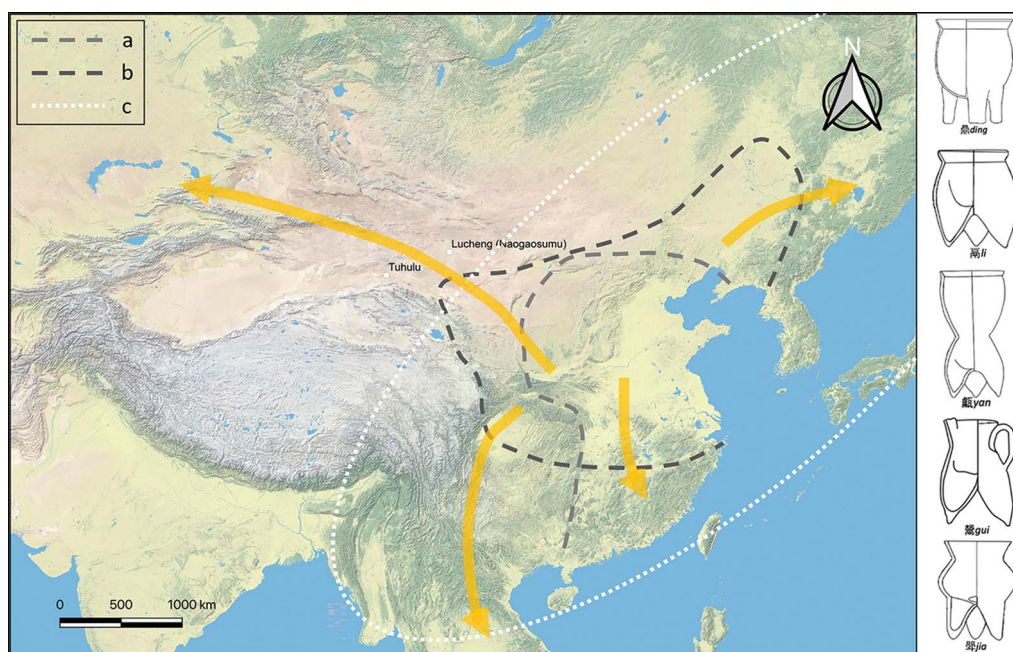 a
b
c
N
Lucheng (Naogaosumu)
Tuhulu
0 500 1000 km
鼎ding
鬲li
甗yan
鬶gui
斝jia